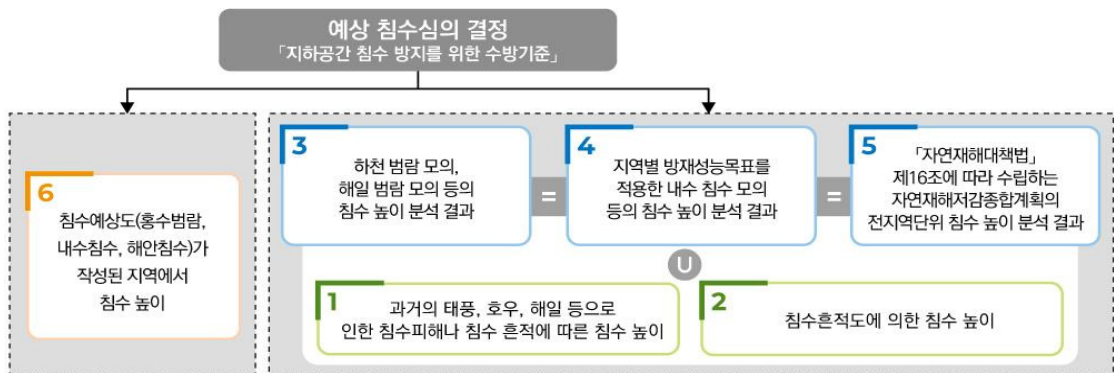 예상 침수심의 결정
「지하공간 침수 방지를 위한 수방기준」
6
침수예상도(홍수범람,
내수침수, 해안침수)가
작성된 지역에서
침수 높이
3
하천 범람 모의,
해일 범람 모의 등의
침수 높이 분석 결과
=
4
지역별 방재성능목표를
적용한 내수 침수 모의
등의 침수 높이 분석 결과
=
5
「자연재해대책법」
제16조에 따라 수립하는
자연재해저감종합계획의
전지역단위 침수 높이 분석 결과
U
1
과거의 태풍, 호우, 해일 등으로
인한 침수피해나 침수 흔적에 따른 침수 높이
2
침수흔적도에 의한 침수 높이